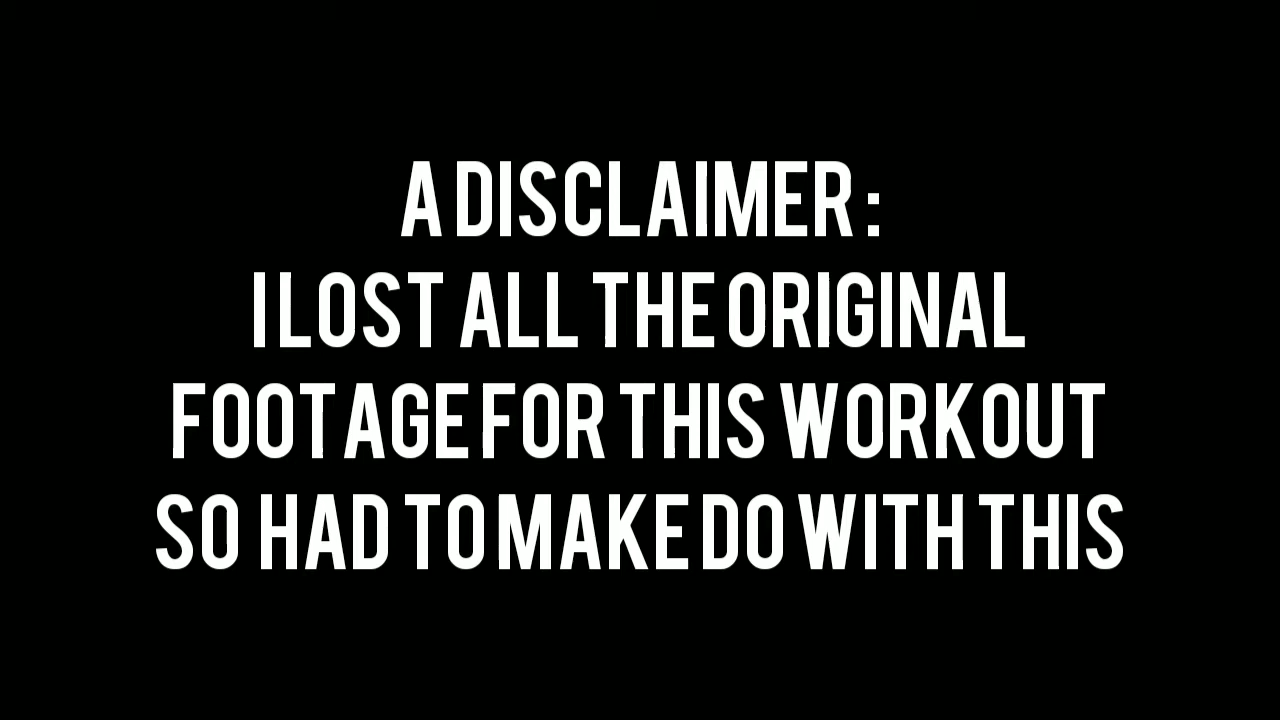 A DISCLAIMER :
I LOST ALL THE ORIGINAL
FOOTAGE FOR THIS WORKOUT
SO HAD TO MAKE DO WITH THIS